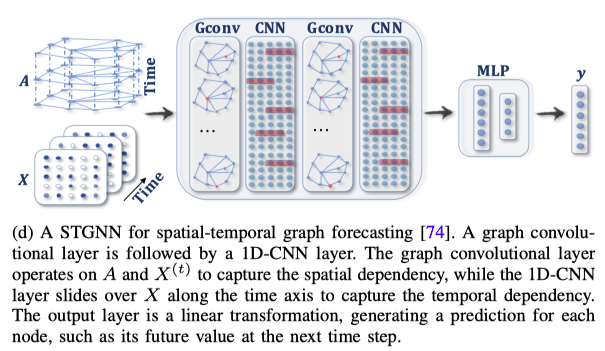 Gconv CNN Gconv CNN
A
Time
X
Time
...
...
MLP
y
(d) A STGNN for spatial-temporal graph forecasting [74]. A graph convolu-
tional layer is followed by a 1D-CNN layer. The graph convolutional layer
operates on A and X^(t) to capture the spatial dependency, while the 1D-CNN
layer slides over X along the time axis to capture the temporal dependency.
The output layer is a linear transformation, generating a prediction for each
node, such as its future value at the next time step.